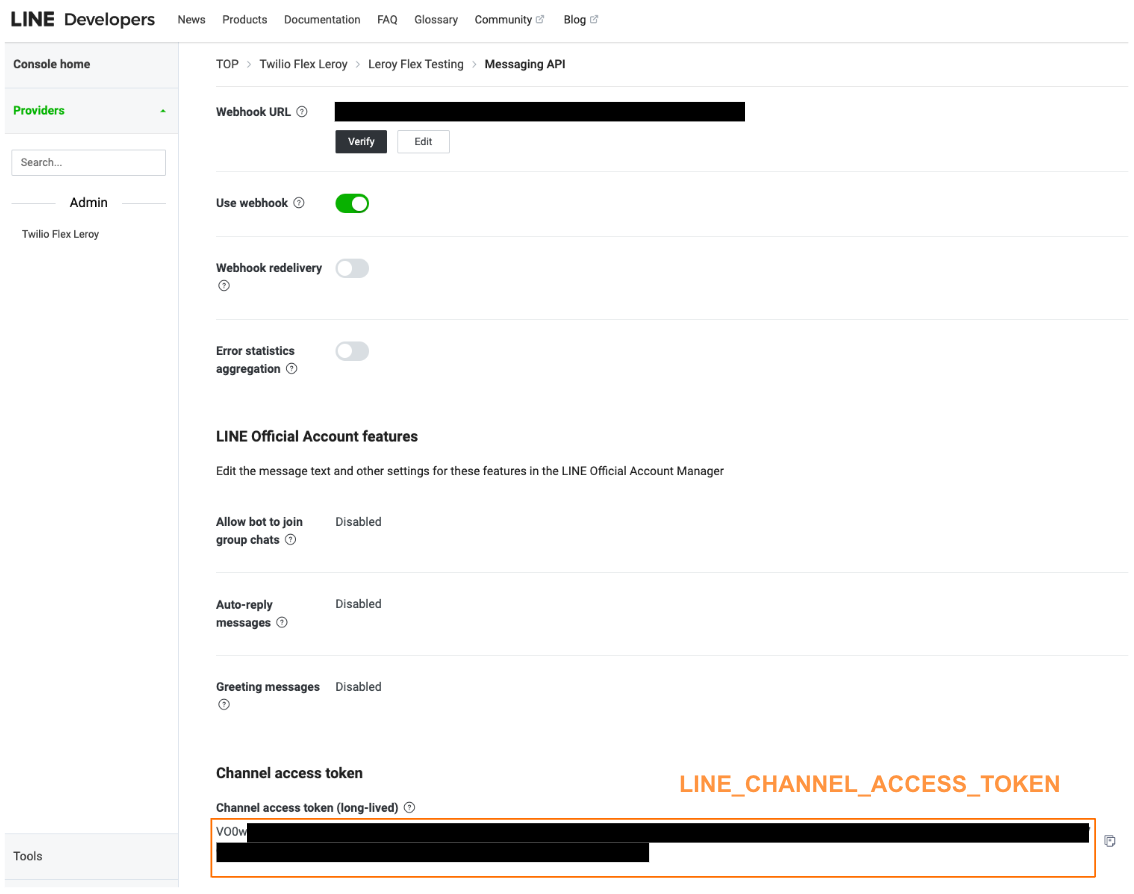 LINE Developers News Products Documentation FAQ Glossary Community Blog
Console home
Providers
Search...
Admin
Twilio Flex Leroy
Tools
TOP > Twilio Flex Leroy > Leroy Flex Testing > Messaging API
Webhook URL
Verify Edit
Use webhook
Webhook redelivery
Error statistics
aggregation
LINE Official Account features
Edit the message text and other settings for these features in the LINE Official Account Manager
Allow bot to join Disabled
group chats
Auto-reply Disabled
messages
Greeting messages Disabled
Channel access token
LINE_CHANNEL_ACCESS_TOKEN
Channel access token (long-lived)
VO0w